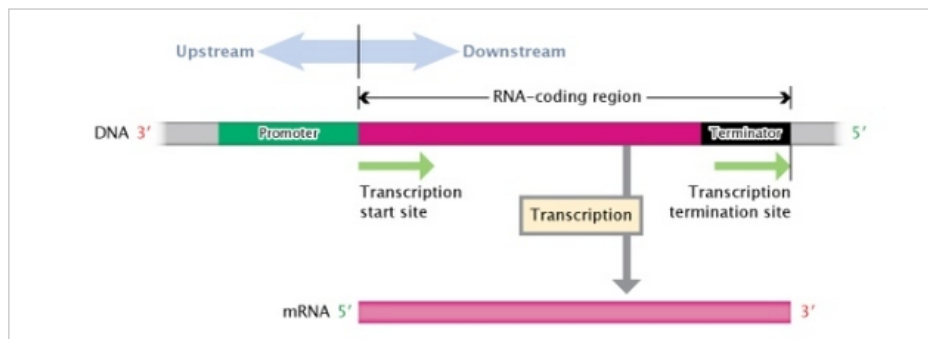 Upstream Downstream
RNA-coding region
DNA 3′ Promoter Terminator 5′
Transcription
start site
Transcription
termination site
Transcription
mRNA 5′ 3′